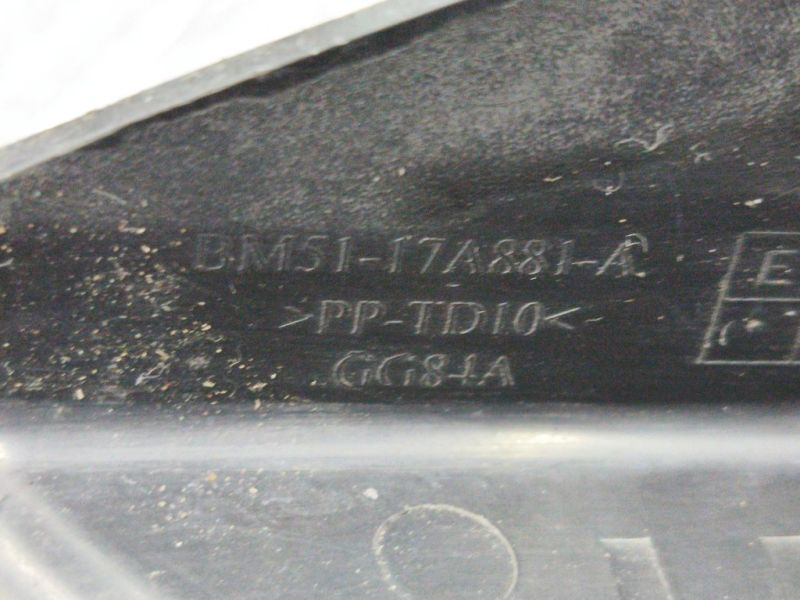 BM51-17A881-A
>PP-TD10<
GG84A
E